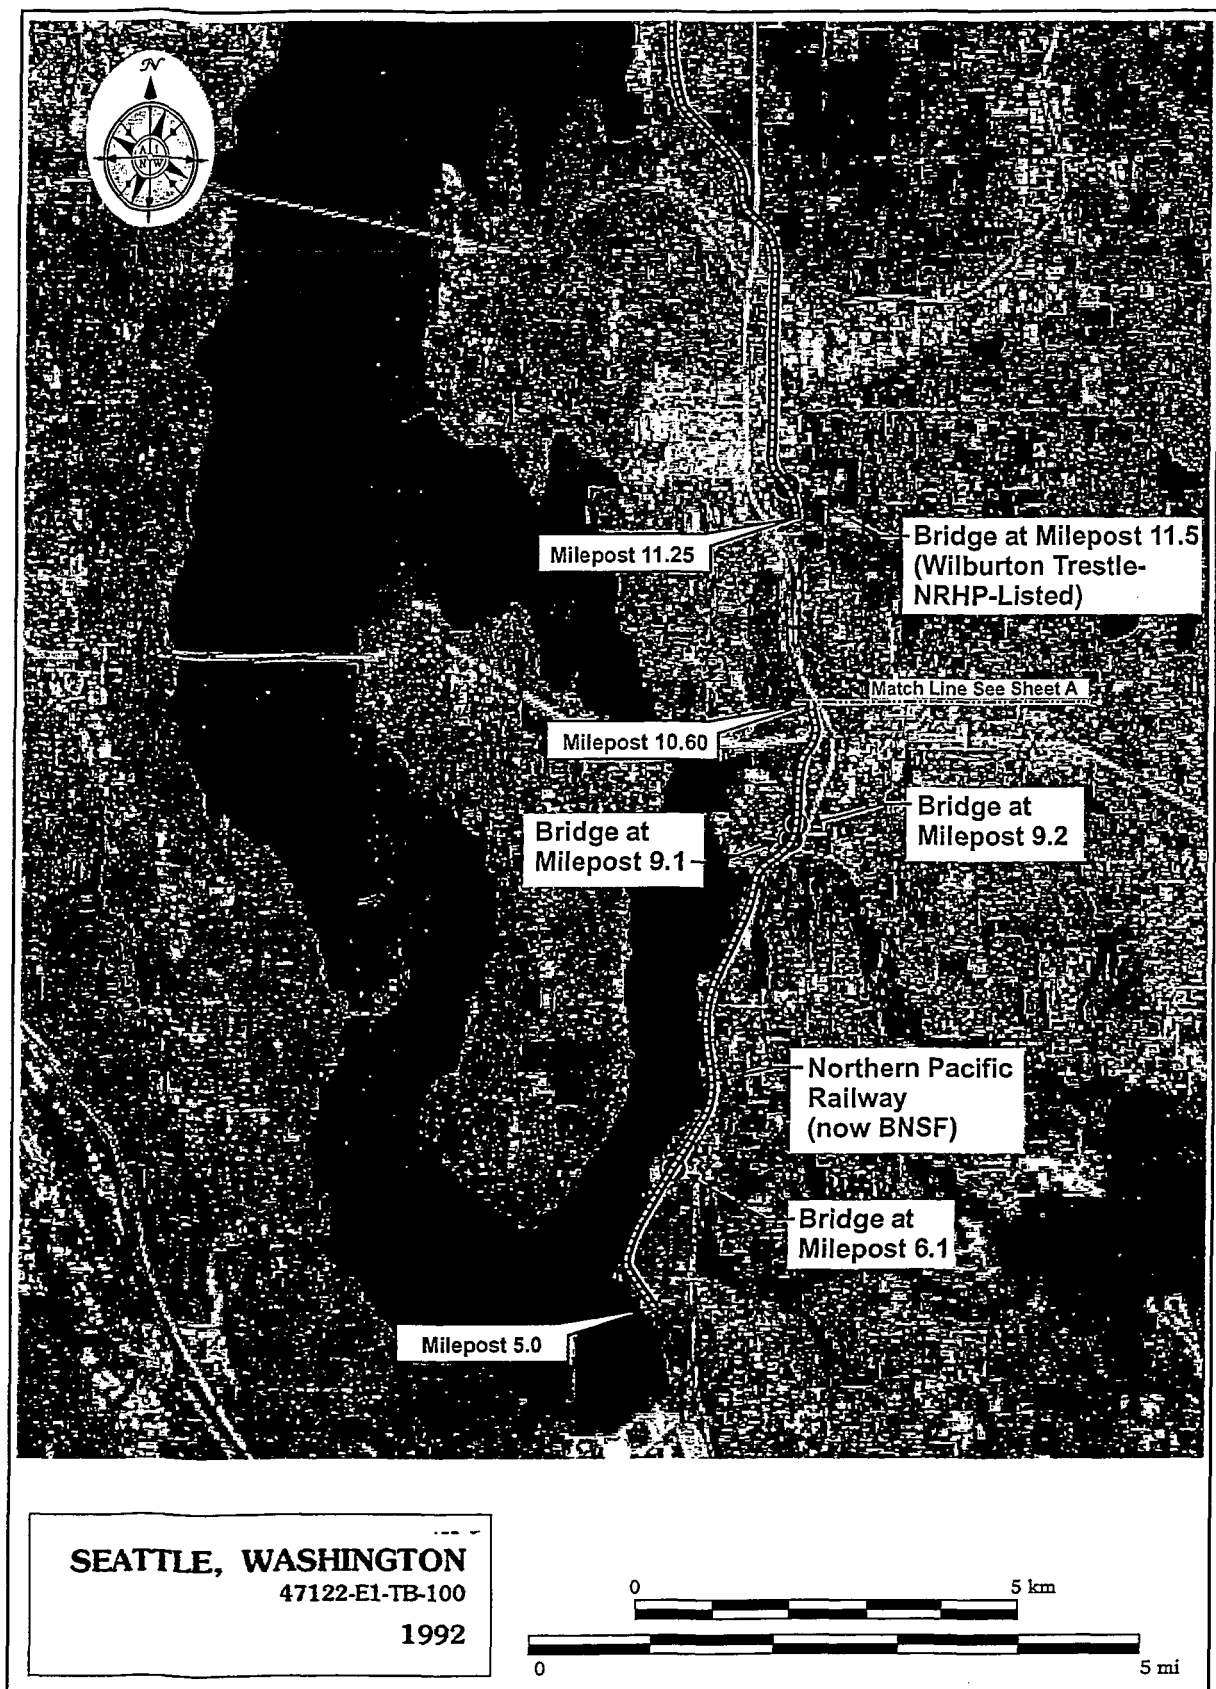 N
A I
N W
Milepost 11.25
Bridge at Milepost 11.5
(Wilburton Trestle-
NRHP-Listed)
Match Line See Sheet A
Milepost 10.60
Bridge at
Milepost 9.2
Bridge at
Milepost 9.1
Northern Pacific
Railway
(now BNSF)
Bridge at
Milepost 6.1
Milepost 5.0
SEATTLE, WASHINGTON
47122-E1-TB-100
1992
0 5 km
0 5 mi